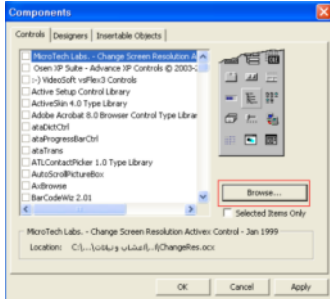 Components
Controls | Designers | Insertable Objects
MicroTech Labs. - Change Screen Resolution A
Osen XP Suite - Advance XP Controls © 2003-2
:-) VideoSoft vsFlex3 Controls
Active Setup Control Library
ActiveSkin 4.0 Type Library
Adobe Acrobat 8.0 Browser Control Type Librar
ataDictCtrl
ataProgressBarCtrl
ataTrans
ATLContactPicker 1.0 Type Library
AutoScrollPictureBox
AxBrowse
BarCodeWiz 2.01
Browse...
Selected Items Only
MicroTech Labs. - Change Screen Resolution Activex Control - Jan 1999
Location: C:\...\اعشاب و نباتات\...f\ChangeRes.ocx
OK Cancel Apply